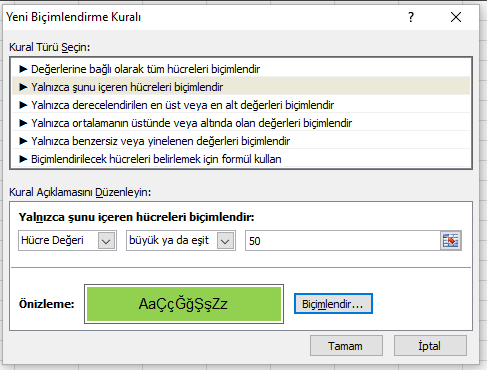 Yeni Biçimlendirme Kuralı
?
Kural Türü Seçin:
► Değerlerine bağlı olarak tüm hücreleri biçimlendir
► Yalnızca şunu içeren hücreleri biçimlendir
► Yalnızca derecelendirilen en üst veya en alt değerleri biçimlendir
► Yalnızca ortalamanın üstünde veya altında olan değerleri biçimlendir
► Yalnızca benzersiz veya yinelenen değerleri biçimlendir
► Biçimlendirilecek hücreleri belirlemek için formül kullan
Kural Açıklamasını Düzenleyin:
Yalnızca şunu içeren hücreleri biçimlendir:
Hücre Değeri büyük ya da eşit 50
Önizleme: AaÇçĞğŞşZz Biçimlendir...
Tamam İptal